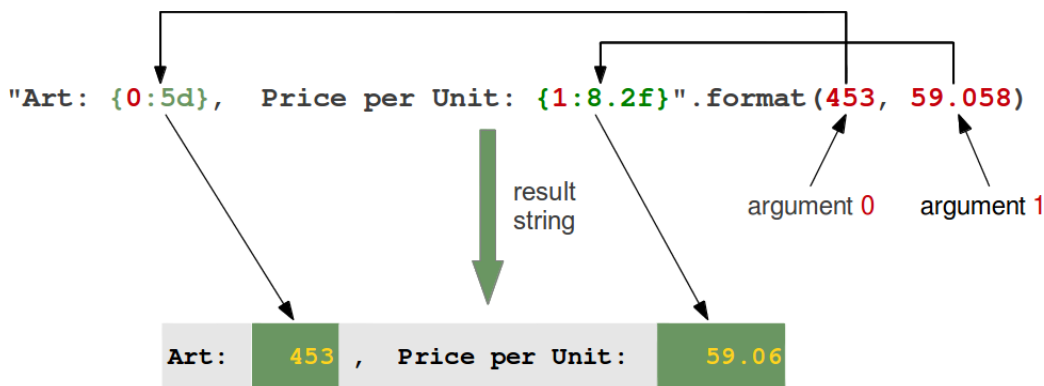 "Art: {0:5d},  Price per Unit: {1:8.2f}".format(453, 59.058)
result
string
argument 0
argument 1
Art:   453,  Price per Unit:    59.06